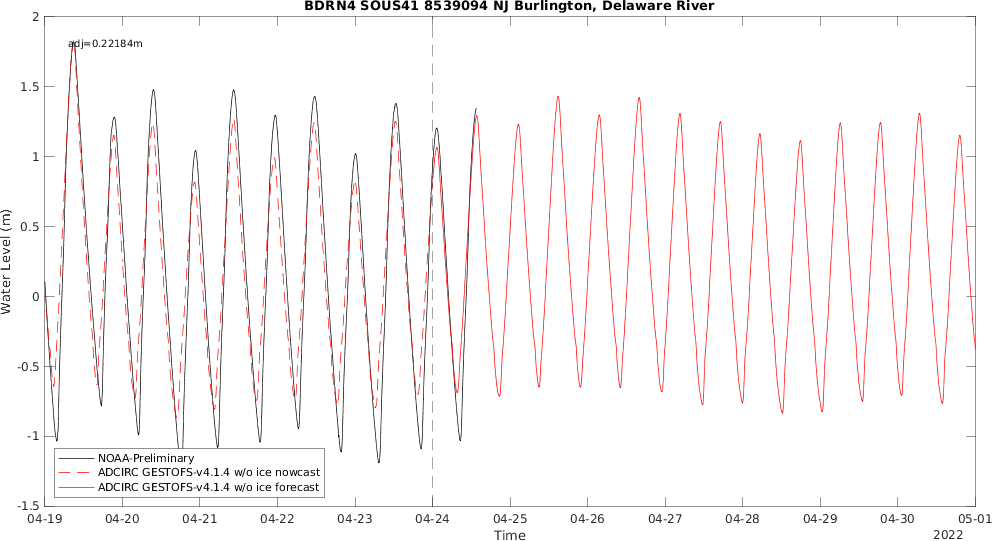 BDRN4 SOUS41 8539094 NJ Burlington, Delaware River
adj=0.22184m
Water Level (m)
2
1.5
1
0.5
0
-0.5
-1
-1.5
NOAA-Preliminary
ADCIRC GESTOFS-v4.1.4 w/o ice nowcast
ADCIRC GESTOFS-v4.1.4 w/o ice forecast
04-19 04-20 04-21 04-22 04-23 04-24 04-25 04-26 04-27 04-28 04-29 04-30 05-01
Time
2022